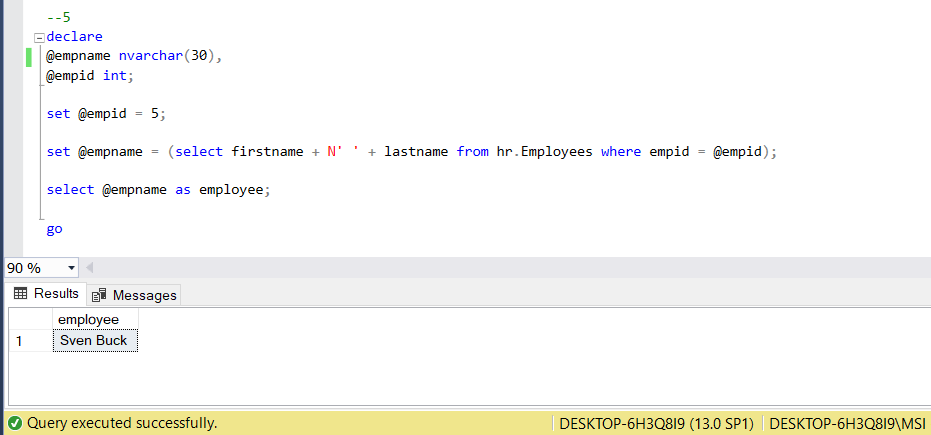 --5
declare
@empname nvarchar(30),
@empid int;
set @empid = 5;
set @empname = (select firstname + N' ' + lastname from hr.Employees where empid = @empid);
select @empname as employee;
go
90 %
Results Messages
employee
1 Sven Buck
Query executed successfully. DESKTOP-6H3Q8I9 (13.0 SP1) DESKTOP-6H3Q8I9\MSI